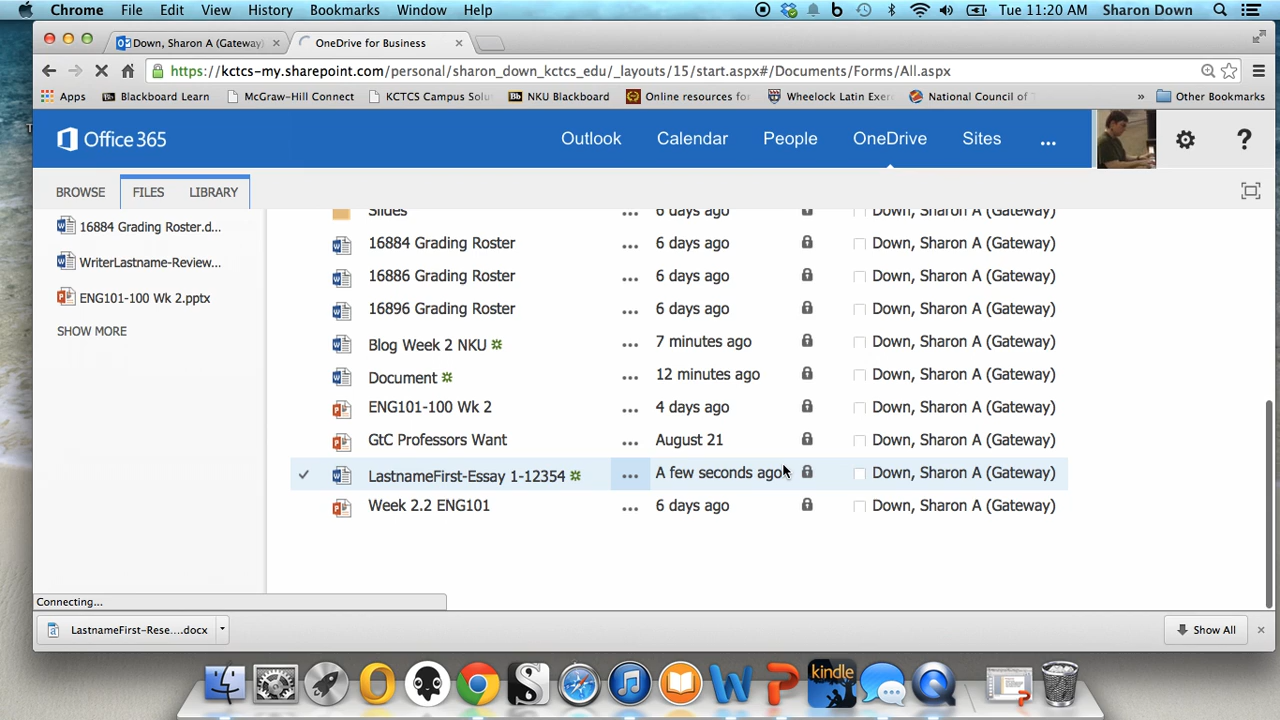 Chrome File Edit View History Bookmarks Window Help Tue 11:20 AM Sharon Down
Down, Sharon A (Gateway) × OneDrive for Business ×
https://kctcs-my.sharepoint.com/personal/sharon_down_kctcs_edu/_layouts/15/start.aspx#/Documents/Forms/All.aspx
Apps Blackboard Learn McGraw-Hill Connect KCTCS Campus Solu NKU Blackboard Online resources fo Wheelock Latin Exer National Council of » Other Bookmarks
Office 365 Outlook Calendar People OneDrive Sites ... ?
BROWSE FILES LIBRARY
Slides ... 6 days ago Down, Sharon A (Gateway)
16884 Grading Roster.d...
16884 Grading Roster ... 6 days ago Down, Sharon A (Gateway)
WriterLastname-Review...
16886 Grading Roster ... 6 days ago Down, Sharon A (Gateway)
ENG101-100 Wk 2.pptx
16896 Grading Roster ... 6 days ago Down, Sharon A (Gateway)
SHOW MORE
Blog Week 2 NKU ... 7 minutes ago Down, Sharon A (Gateway)
Document ... 12 minutes ago Down, Sharon A (Gateway)
ENG101-100 Wk 2 ... 4 days ago Down, Sharon A (Gateway)
GtC Professors Want ... August 21 Down, Sharon A (Gateway)
LastnameFirst-Essay 1-12354 ... A few seconds ago Down, Sharon A (Gateway)
Week 2.2 ENG101 ... 6 days ago Down, Sharon A (Gateway)
Connecting...
LastnameFirst-Rese....docx Show All ×
kindle